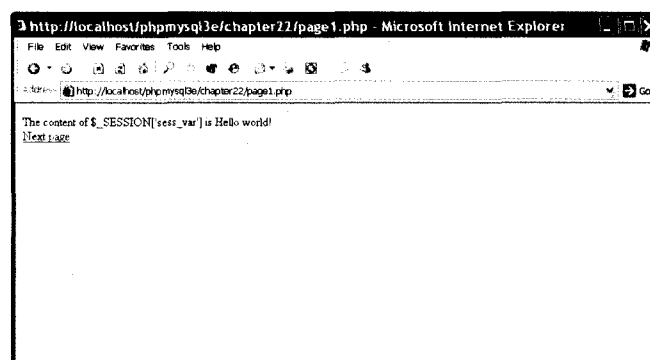 http://localhost/phpmysql3e/chapter22/page1.php - Microsoft Internet Explorer
File Edit View Favorites Tools Help
Address http://localhost/phpmysql3e/chapter22/page1.php Go
The content of $_SESSION['sess_var'] is Hello world!
Next page